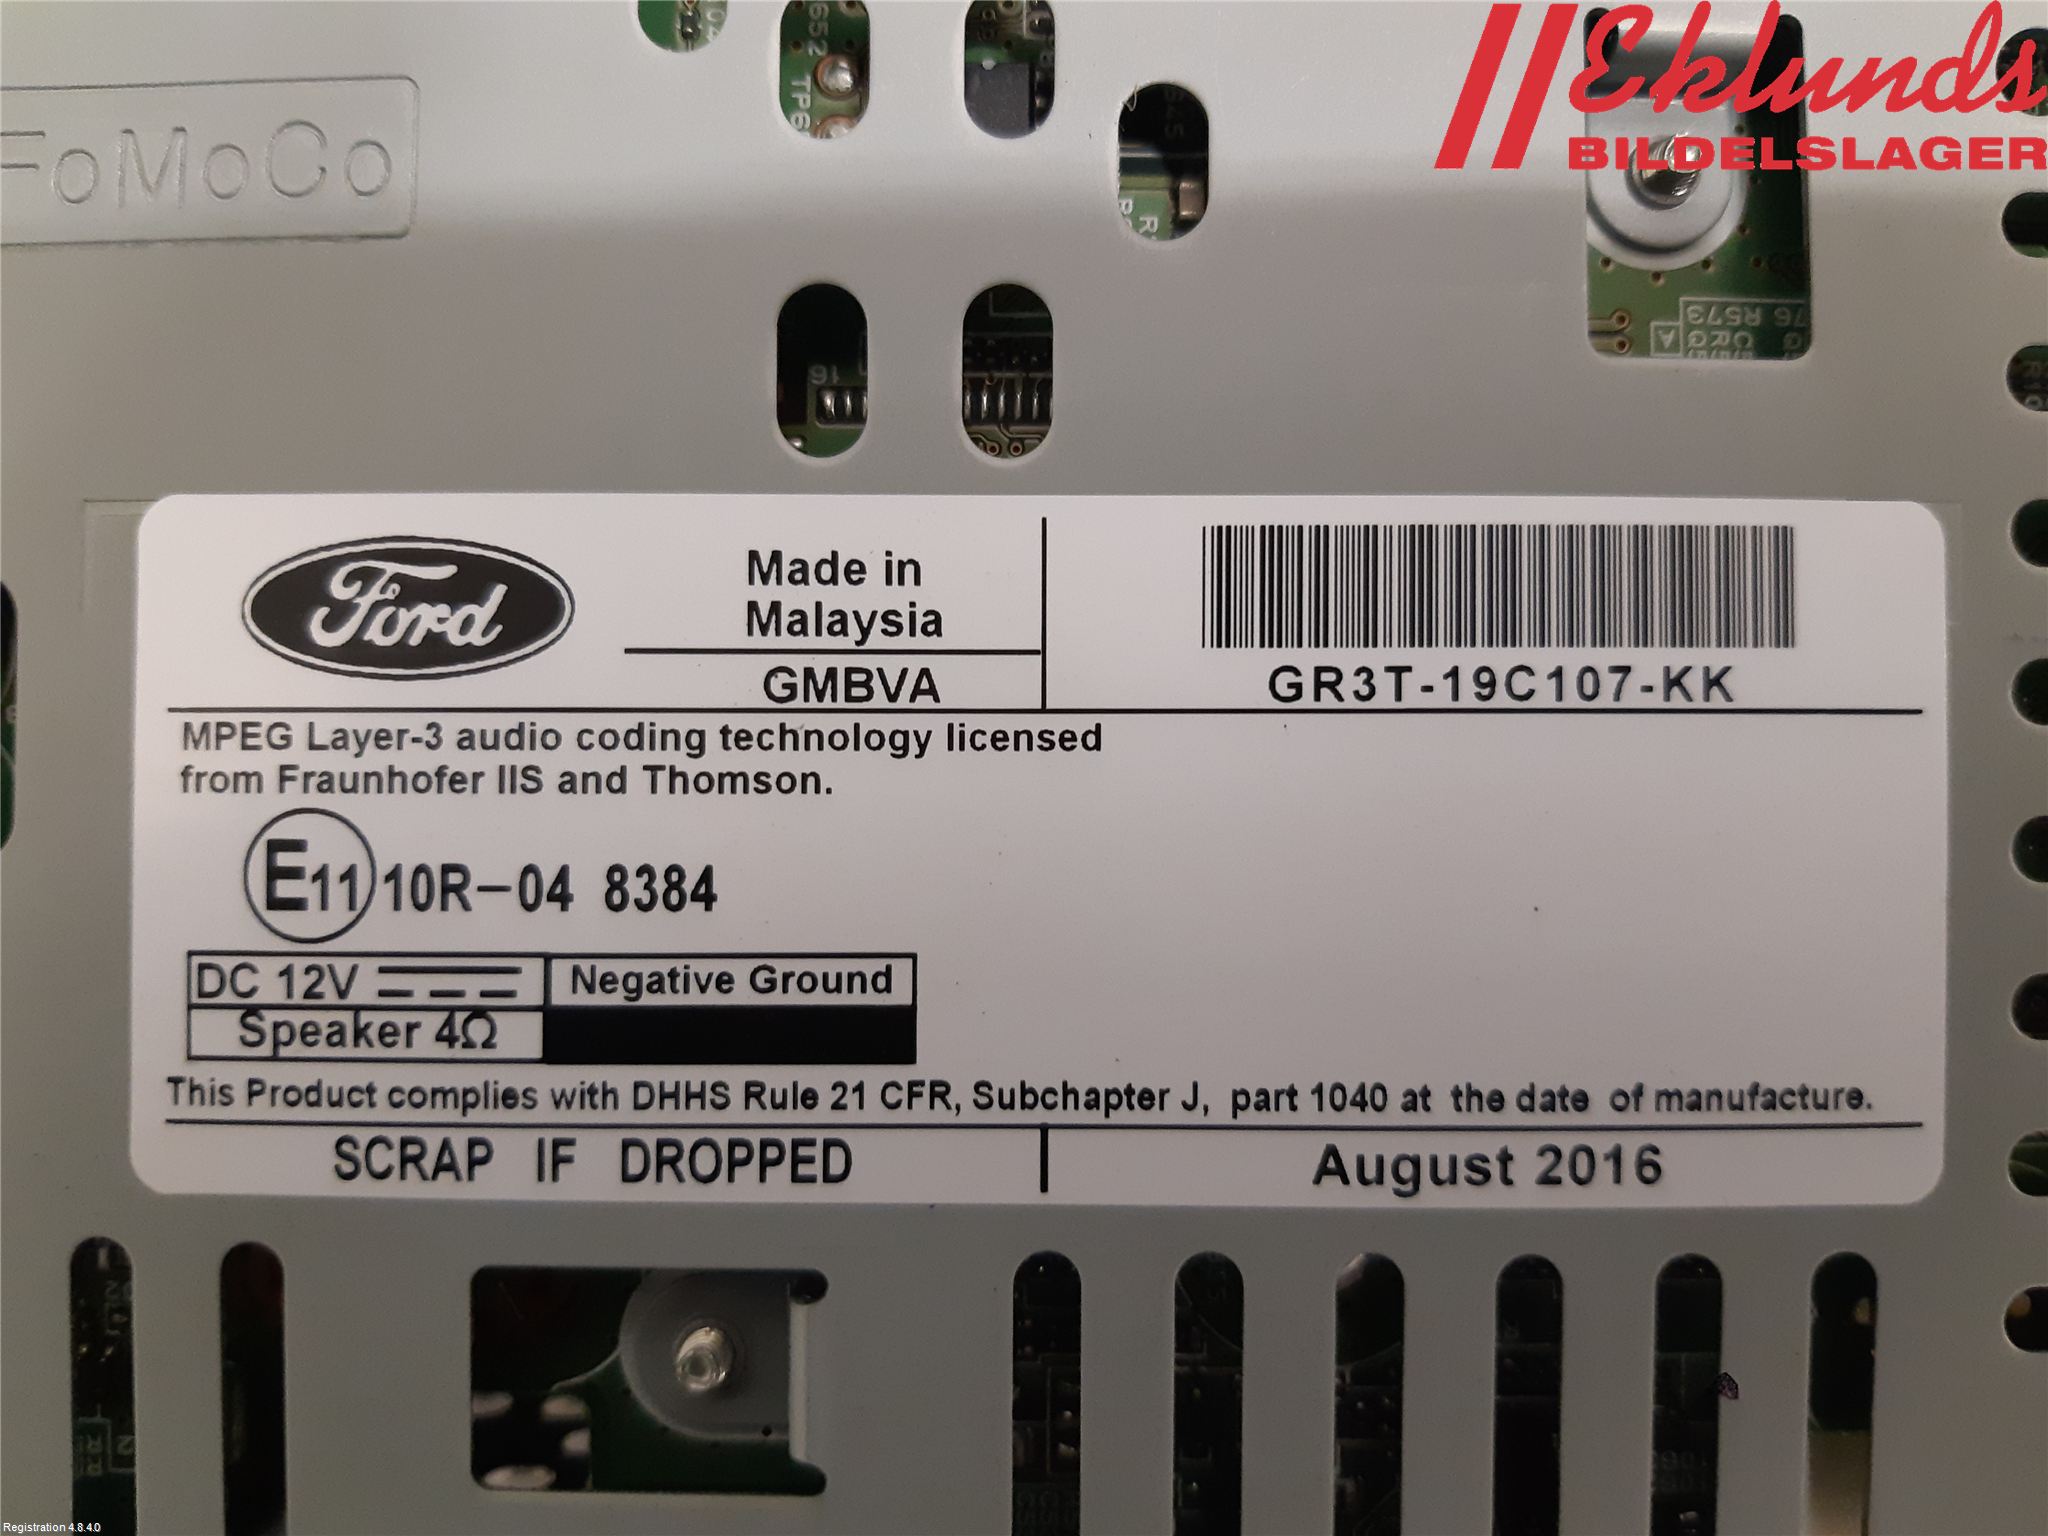 Eklunds
BILDELSLAGER
FoMoCo
Ford
Made in
Malaysia
GMBVA
GR3T-19C107-KK
MPEG Layer-3 audio coding technology licensed
from Fraunhofer IIS and Thomson.
E11 10R-04 8384
DC 12V Negative Ground
Speaker 4Ω
This Product complies with DHHS Rule 21 CFR, Subchapter J, part 1040 at the date of manufacture.
SCRAP IF DROPPED
August 2016
R573
Registration 4.8.4.0